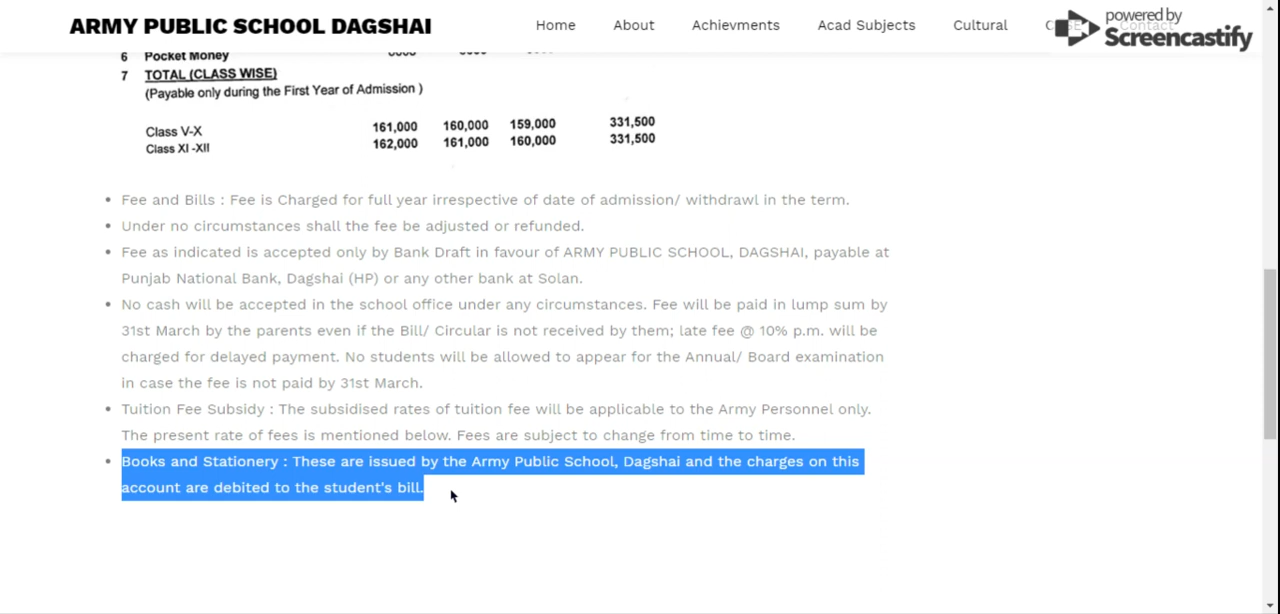 ARMY PUBLIC SCHOOL DAGSHAI Home About Achievments Acad Subjects Cultural Contact
powered by
Screencastify
6 Pocket Money
7 TOTAL (CLASS WISE)
(Payable only during the First Year of Admission )
Class V-X 161,000 160,000 159,000 331,500
Class XI -XII 162,000 161,000 160,000 331,500
• Fee and Bills : Fee is Charged for full year irrespective of date of admission/ withdrawl in the term.
• Under no circumstances shall the fee be adjusted or refunded.
• Fee as indicated is accepted only by Bank Draft in favour of ARMY PUBLIC SCHOOL, DAGSHAI, payable at
Punjab National Bank, Dagshai (HP) or any other bank at Solan.
• No cash will be accepted in the school office under any circumstances. Fee will be paid in lump sum by
31st March by the parents even if the Bill/ Circular is not received by them; late fee @ 10% p.m. will be
charged for delayed payment. No students will be allowed to appear for the Annual/ Board examination
in case the fee is not paid by 31st March.
• Tuition Fee Subsidy : The subsidised rates of tuition fee will be applicable to the Army Personnel only.
The present rate of fees is mentioned below. Fees are subject to change from time to time.
• Books and Stationery : These are issued by the Army Public School, Dagshai and the charges on this
account are debited to the student's bill.